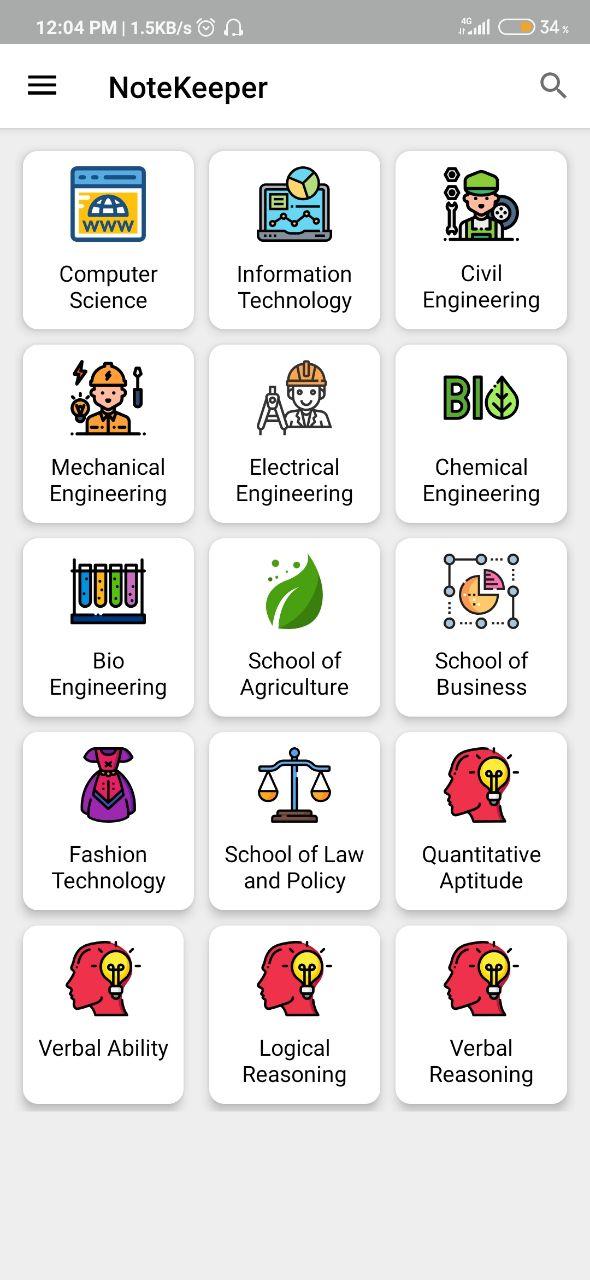 12:04 PM | 1.5KB/s 4G 34%
NoteKeeper
WWW
Computer
Science
Information
Technology
Civil
Engineering
Mechanical
Engineering
Electrical
Engineering
BIO
Chemical
Engineering
Bio
Engineering
School of
Agriculture
School of
Business
Fashion
Technology
School of Law
and Policy
Quantitative
Aptitude
Verbal Ability
Logical
Reasoning
Verbal
Reasoning